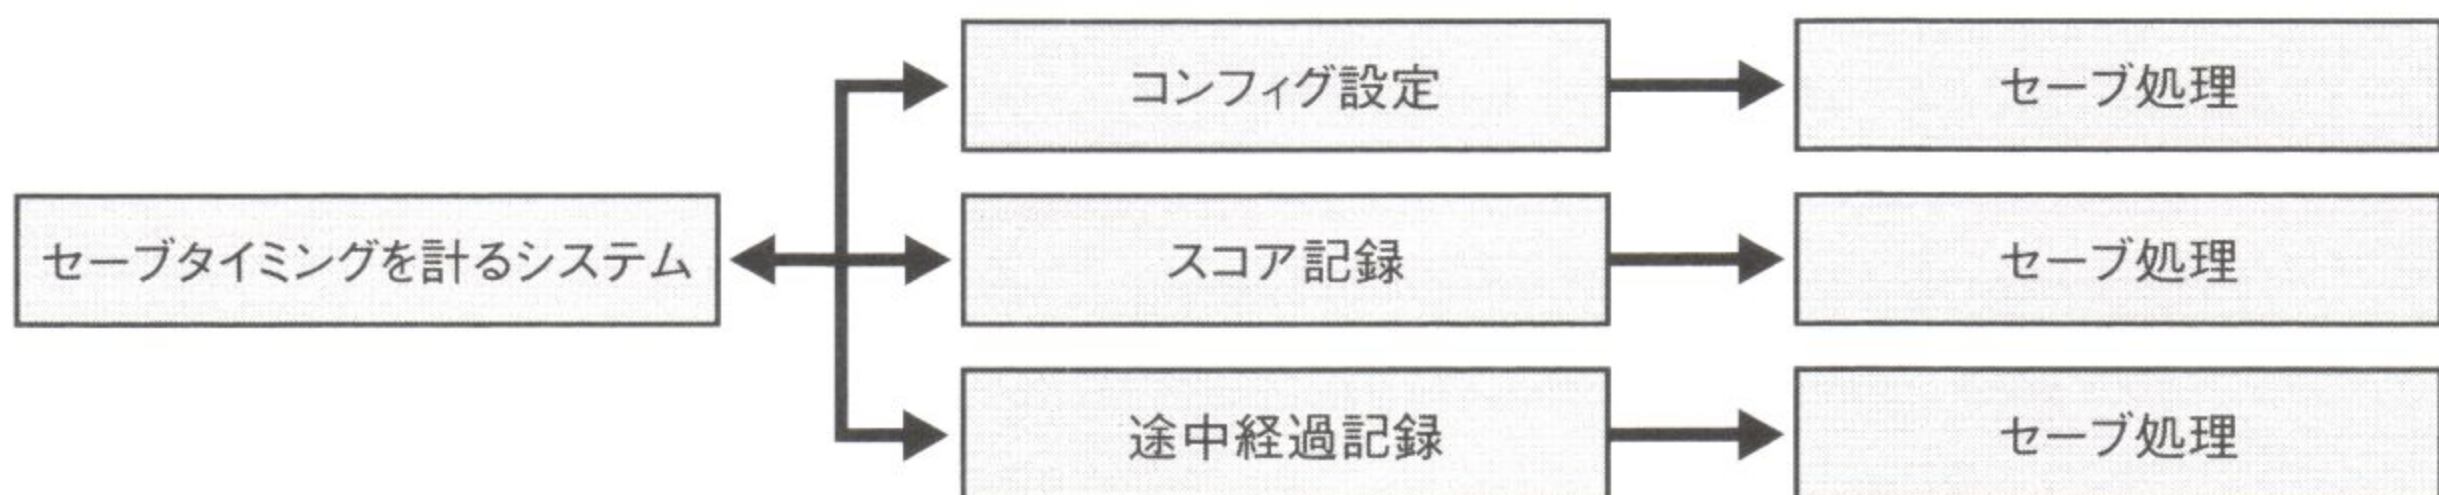 コンフィグ設定
セーブ処理
セーブタイミングを計るシステム
スコア記録
セーブ処理
途中経過記録
セーブ処理